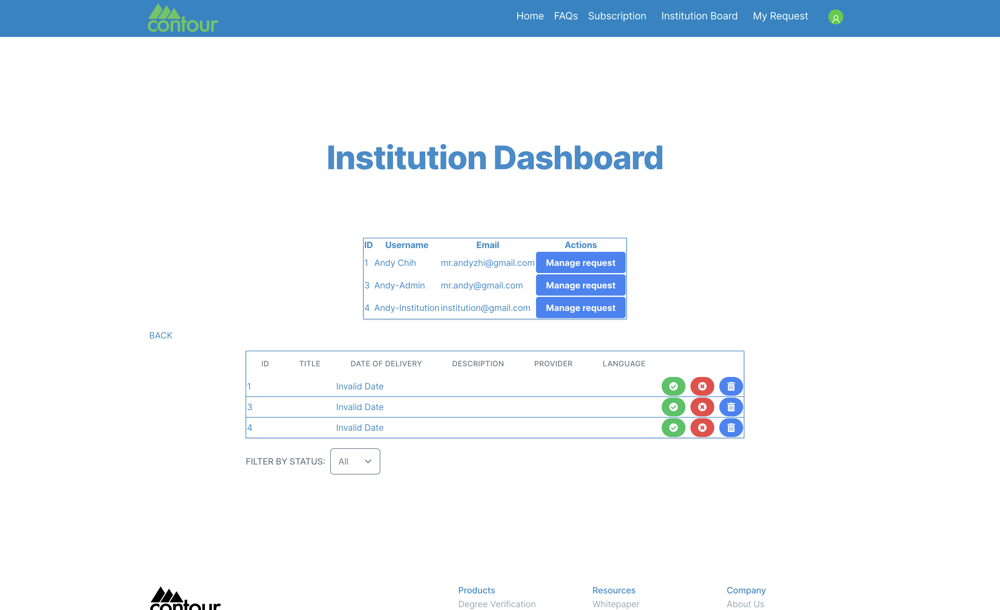 contour
Home FAQs Subscription Institution Board My Request
Institution Dashboard
ID Username Email Actions
1 Andy Chih mr.andyzhi@gmail.com Manage request
3 Andy-Admin mr.andy@gmail.com Manage request
4 Andy-Institution institution@gmail.com Manage request
BACK
ID TITLE DATE OF DELIVERY DESCRIPTION PROVIDER LANGUAGE
1 Invalid Date
3 Invalid Date
4 Invalid Date
FILTER BY STATUS: All
contour
Products Resources Company
Degree Verification Whitepaper About Us